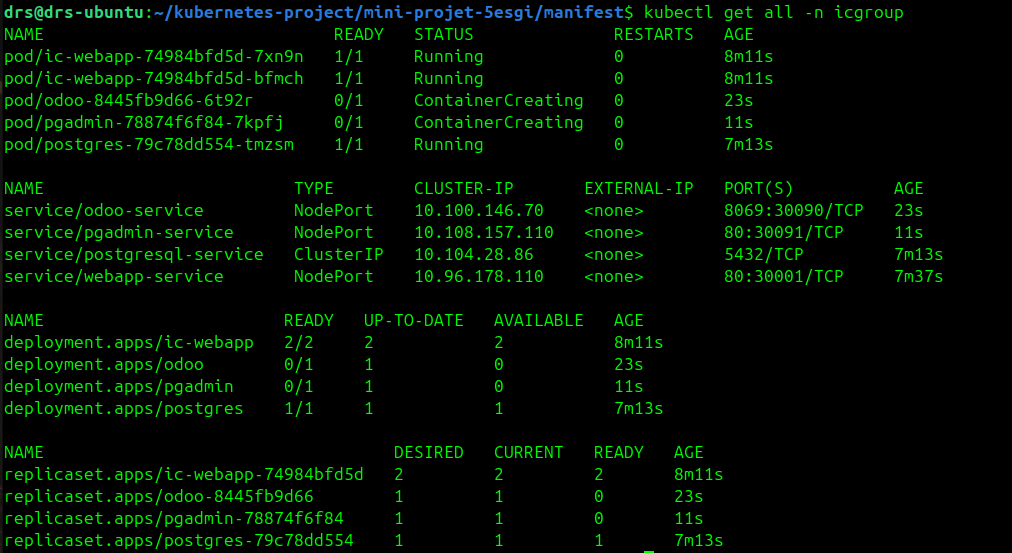 drs@drs-ubuntu:~/kubernetes-project/mini-projet-5esgi/manifest$ kubectl get all -n icgroup
NAME READY STATUS RESTARTS AGE
pod/ic-webapp-74984bfd5d-7xn9n 1/1 Running 0 8m11s
pod/ic-webapp-74984bfd5d-bfmch 1/1 Running 0 8m11s
pod/odoo-8445fb9d66-6t92r 0/1 ContainerCreating 0 23s
pod/pgadmin-78874f6f84-7kpfj 0/1 ContainerCreating 0 11s
pod/postgres-79c78dd554-tmzsm 1/1 Running 0 7m13s
NAME TYPE CLUSTER-IP EXTERNAL-IP PORT(S) AGE
service/odoo-service NodePort 10.100.146.70 <none> 8069:30090/TCP 23s
service/pgadmin-service NodePort 10.108.157.110 <none> 80:30091/TCP 11s
service/postgresql-service ClusterIP 10.104.28.86 <none> 5432/TCP 7m13s
service/webapp-service NodePort 10.96.178.110 <none> 80:30001/TCP 7m37s
NAME READY UP-TO-DATE AVAILABLE AGE
deployment.apps/ic-webapp 2/2 2 2 8m11s
deployment.apps/odoo 0/1 1 0 23s
deployment.apps/pgadmin 0/1 1 0 11s
deployment.apps/postgres 1/1 1 1 7m13s
NAME DESIRED CURRENT READY AGE
replicaset.apps/ic-webapp-74984bfd5d 2 2 2 8m11s
replicaset.apps/odoo-8445fb9d66 1 1 0 23s
replicaset.apps/pgadmin-78874f6f84 1 1 0 11s
replicaset.apps/postgres-79c78dd554 1 1 1 7m13s